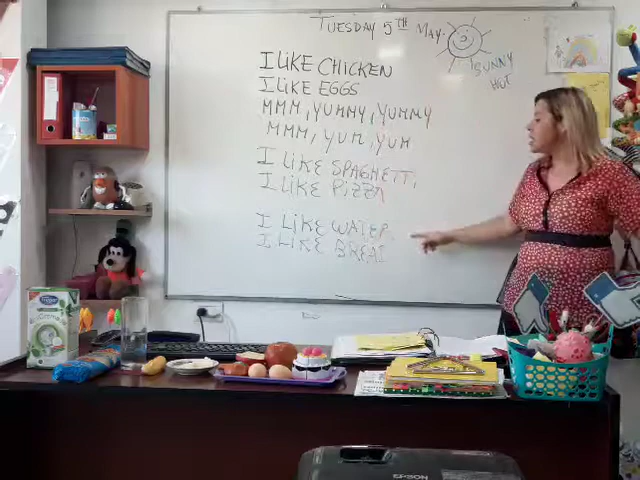 TUESDAY 5TH MAY.
SUNNY
HOT
I LIKE CHICKEN
I LIKE EGGS
MMM, YUMMY, YUMMY
MMM, YUM, YUM
I LIKE SPAGHETTI,
I LIKE PIZZA
I LIKE WATER
I LIKE BREAD
EPSON